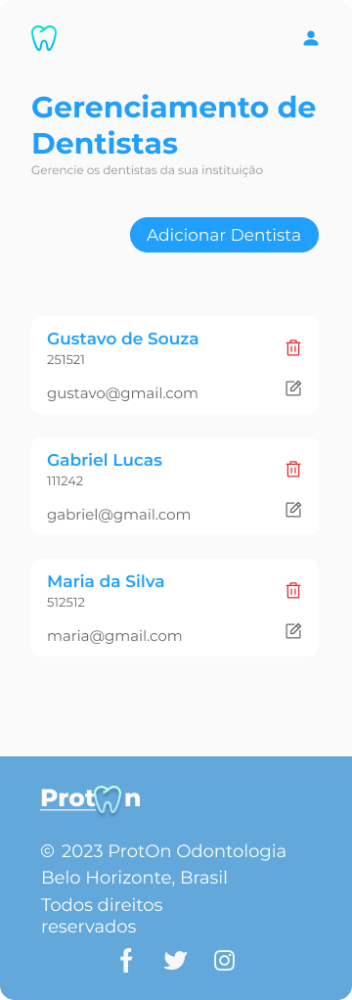 Gerenciamento de
Dentistas
Gerencie os dentistas da sua instituição
Adicionar Dentista
Gustavo de Souza
251521
gustavo@gmail.com
Gabriel Lucas
111242
gabriel@gmail.com
Maria da Silva
512512
maria@gmail.com
ProtOn
© 2023 ProtOn Odontologia
Belo Horizonte, Brasil
Todos direitos
reservados